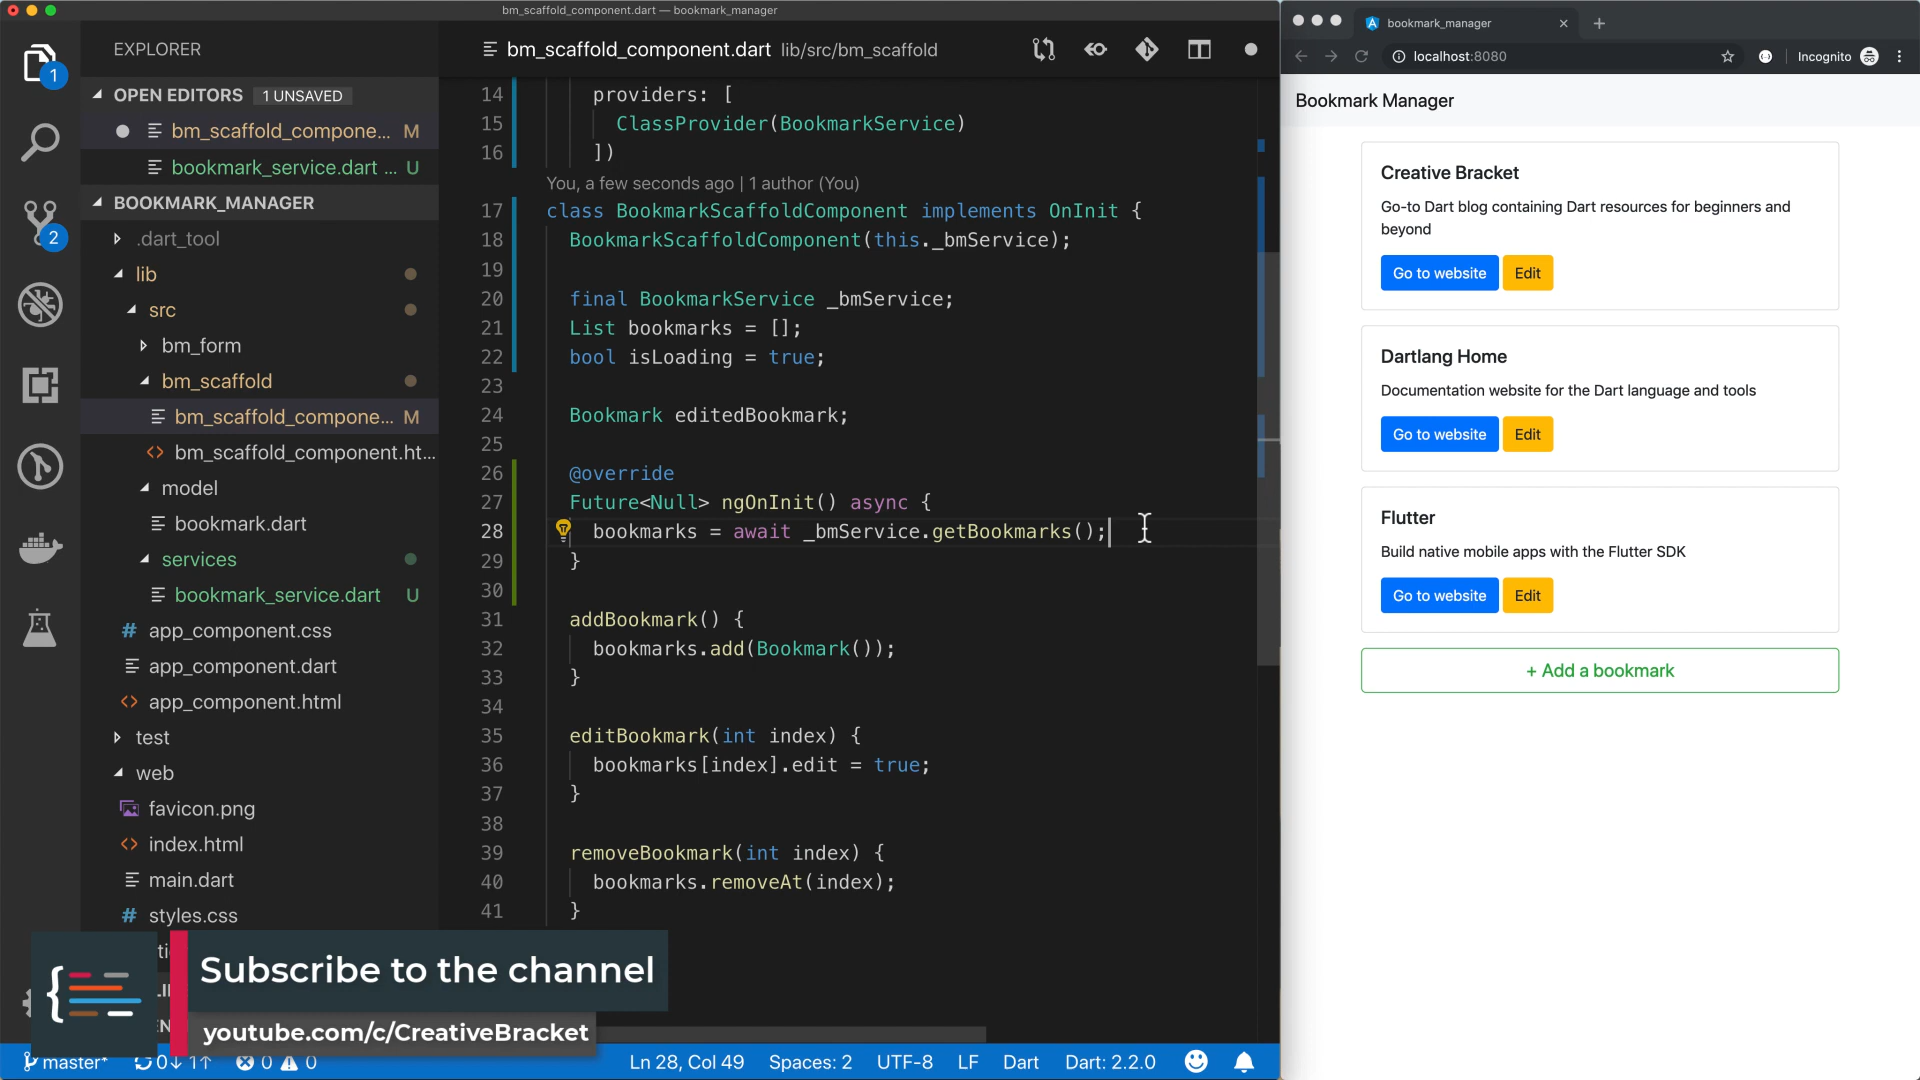 bm_scaffold_component.dart — bookmark_manager
EXPLORER
OPEN EDITORS 1 UNSAVED
bm_scaffold_compone... M
bookmark_service.dart ... U
BOOKMARK_MANAGER
.dart_tool
lib
src
bm_form
bm_scaffold
bm_scaffold_compone... M
bm_scaffold_component.ht...
model
bookmark.dart
services
bookmark_service.dart U
# app_component.css
app_component.dart
<> app_component.html
test
web
favicon.png
<> index.html
main.dart
# styles.css
1
2
bm_scaffold_component.dart lib/src/bm_scaffold
14 providers: [
15 ClassProvider(BookmarkService)
16 ])
You, a few seconds ago | 1 author (You)
17 class BookmarkScaffoldComponent implements OnInit {
18 BookmarkScaffoldComponent(this._bmService);
19
20 final BookmarkService _bmService;
21 List bookmarks = [];
22 bool isLoading = true;
23
24 Bookmark editedBookmark;
25
26 @override
27 Future<Null> ngOnInit() async {
28 bookmarks = await _bmService.getBookmarks();
29 }
30
31 addBookmark() {
32 bookmarks.add(Bookmark());
33 }
34
35 editBookmark(int index) {
36 bookmarks[index].edit = true;
37 }
38
39 removeBookmark(int index) {
40 bookmarks.removeAt(index);
41 }
Subscribe to the channel
youtube.com/c/CreativeBracket
master* 0↓ 1↑ 0 0 Ln 28, Col 49 Spaces: 2 UTF-8 LF Dart Dart: 2.2.0
bookmark_manager
localhost:8080 Incognito
Bookmark Manager
Creative Bracket
Go-to Dart blog containing Dart resources for beginners and
beyond
Go to website Edit
Dartlang Home
Documentation website for the Dart language and tools
Go to website Edit
Flutter
Build native mobile apps with the Flutter SDK
Go to website Edit
+ Add a bookmark